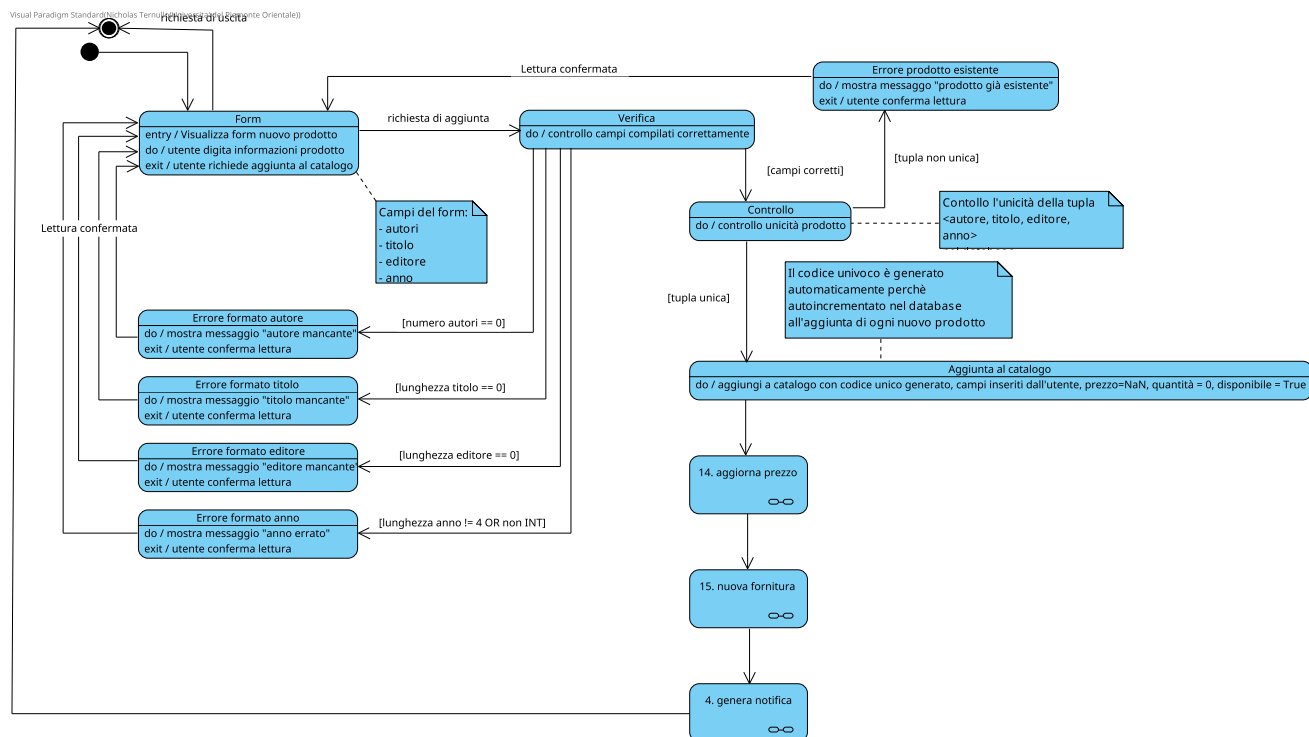 Visual Paradigm Standard(Nicholas Ternullo(Università del Piemonte Orientale))
richiesta di uscita
Errore prodotto esistente
do / mostra messaggo "prodotto già esistente"
exit / utente conferma lettura
Lettura confermata
Form
entry / Visualizza form nuovo prodotto
do / utente digita informazioni prodotto
exit / utente richiede aggiunta al catalogo
richiesta di aggiunta
Verifica
do / controllo campi compilati correttamente
[campi corretti]
[tupla non unica]
Controllo
do / controllo unicità prodotto
Contollo l'unicità della tupla
<autore, titolo, editore,
anno>
Campi del form:
- autori
- titolo
- editore
- anno
Lettura confermata
Il codice univoco è generato
automaticamente perchè
autoincrementato nel database
all'aggiunta di ogni nuovo prodotto
[tupla unica]
Errore formato autore
do / mostra messaggio "autore mancante"
exit / utente conferma lettura
[numero autori == 0]
Aggiunta al catalogo
do / aggiungi a catalogo con codice unico generato, campi inseriti dall'utente, prezzo=NaN, quantità = 0, disponibile = True
Errore formato titolo
do / mostra messaggio "titolo mancante"
exit / utente conferma lettura
[lunghezza titolo == 0]
Errore formato editore
do / mostra messaggio "editore mancante"
exit / utente conferma lettura
[lunghezza editore == 0]
14. aggiorna prezzo
Errore formato anno
do / mostra messaggio "anno errato"
exit / utente conferma lettura
[lunghezza anno != 4 OR non INT]
15. nuova fornitura
4. genera notifica